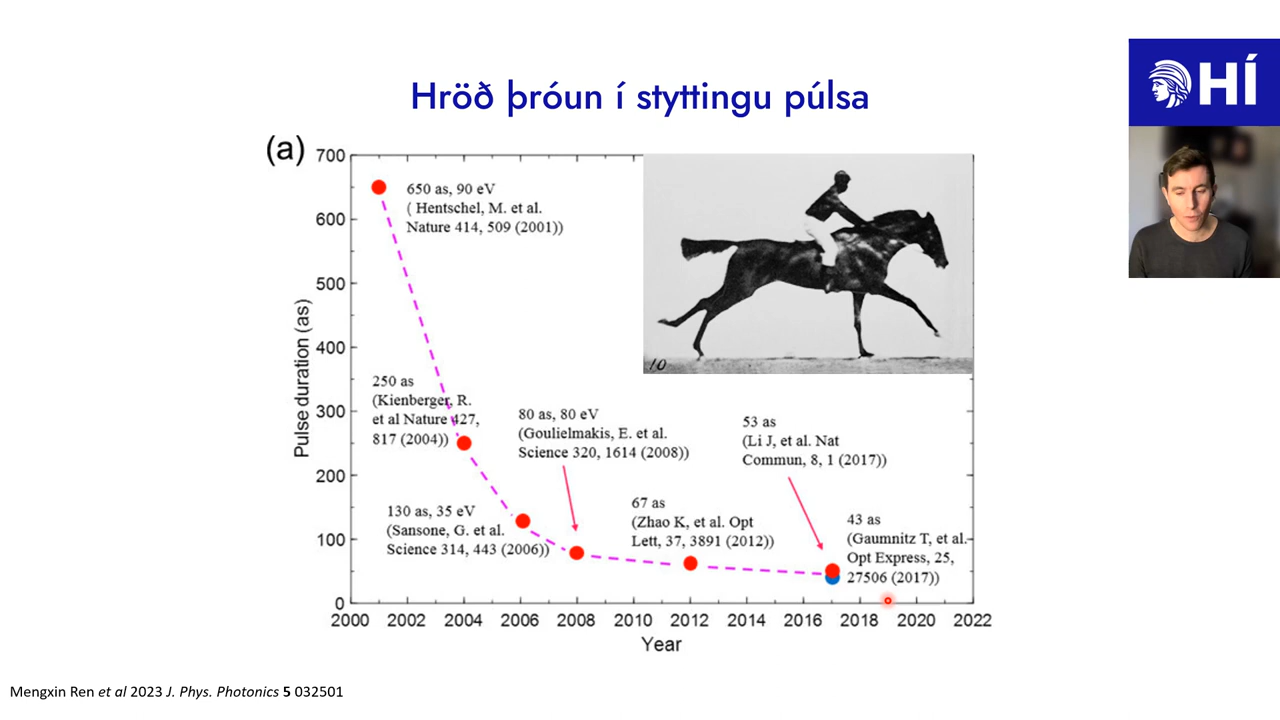 HÍ
Hröð þróun í styttingu púlsa
(a)
700
600
500
400
300
200
100
0
Pulse duration (as)
650 as, 90 eV
( Hentschel, M. et al.
Nature 414, 509 (2001))
10
250 as
(Kienberger, R.
et al Nature 427,
817 (2004))
80 as, 80 eV
(Goulielmakis, E. et al.
Science 320, 1614 (2008))
53 as
(Li J, et al. Nat
Commun, 8, 1 (2017))
130 as, 35 eV
(Sansone, G. et al.
Science 314, 443 (2006))
67 as
(Zhao K, et al. Opt
Lett, 37, 3891 (2012))
43 as
(Gaumnitz T, et al.
Opt Express, 25,
27506 (2017))
2000 2002 2004 2006 2008 2010 2012 2014 2016 2018 2020 2022
Year
Mengxin Ren et al 2023 J. Phys. Photonics 5 032501